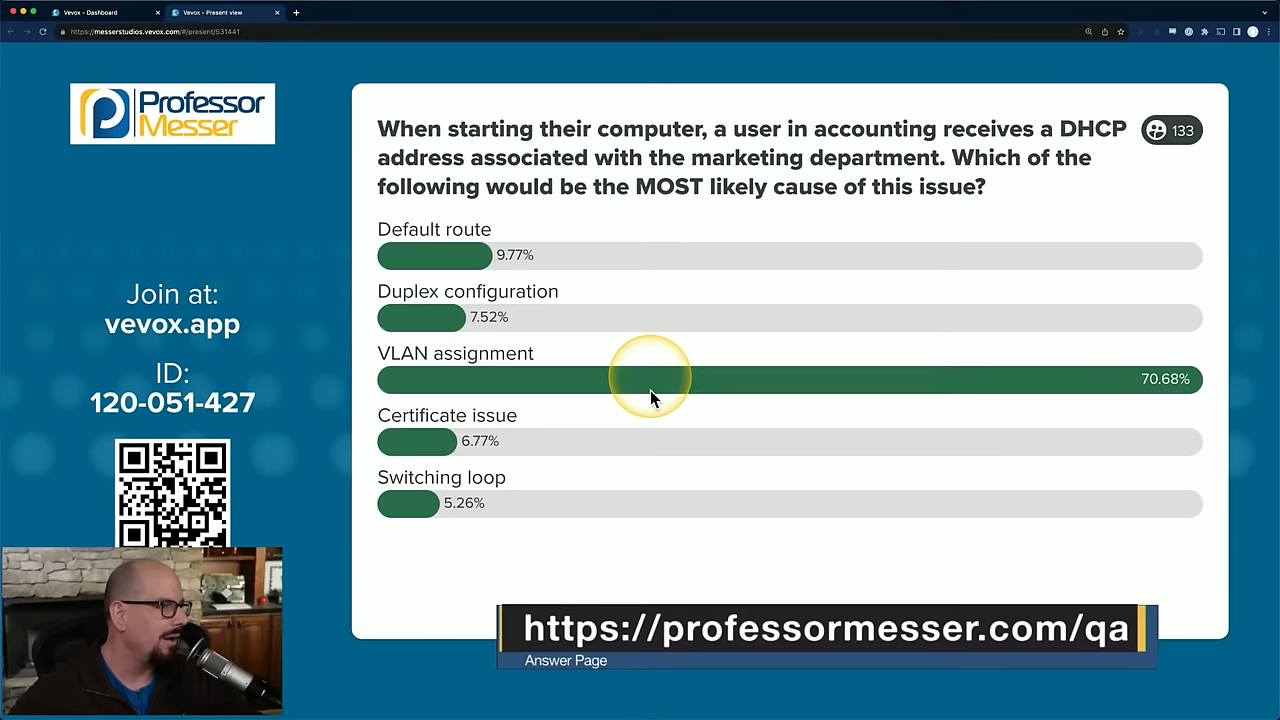 Vevox - Dashboard
Vevox - Present view
https://messerstudios.vevox.com/#/present/531441
Professor
Messer
Join at:
vevox.app
ID:
120-051-427
When starting their computer, a user in accounting receives a DHCP
address associated with the marketing department. Which of the
following would be the MOST likely cause of this issue?
133
Default route
9.77%
Duplex configuration
7.52%
VLAN assignment
70.68%
Certificate issue
6.77%
Switching loop
5.26%
https://professormesser.com/qa
Answer Page